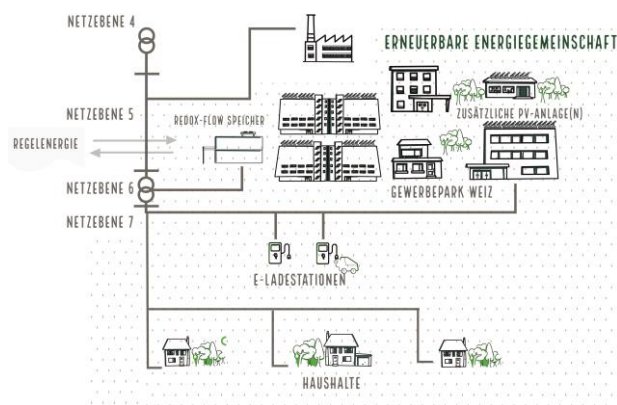 NETZEBENE 4
ERNEUERBARE ENERGIEGEMEINSCHAFT
NETZEBENE 5
REDOX-FLOW SPEICHER
ZUSÄTZLICHE PV-ANLAGE(N)
REGELENERGIE
NETZEBENE 6
GEWERBEPARK WEIZ
NETZEBENE 7
E-LADESTATIONEN
HAUSHALTE